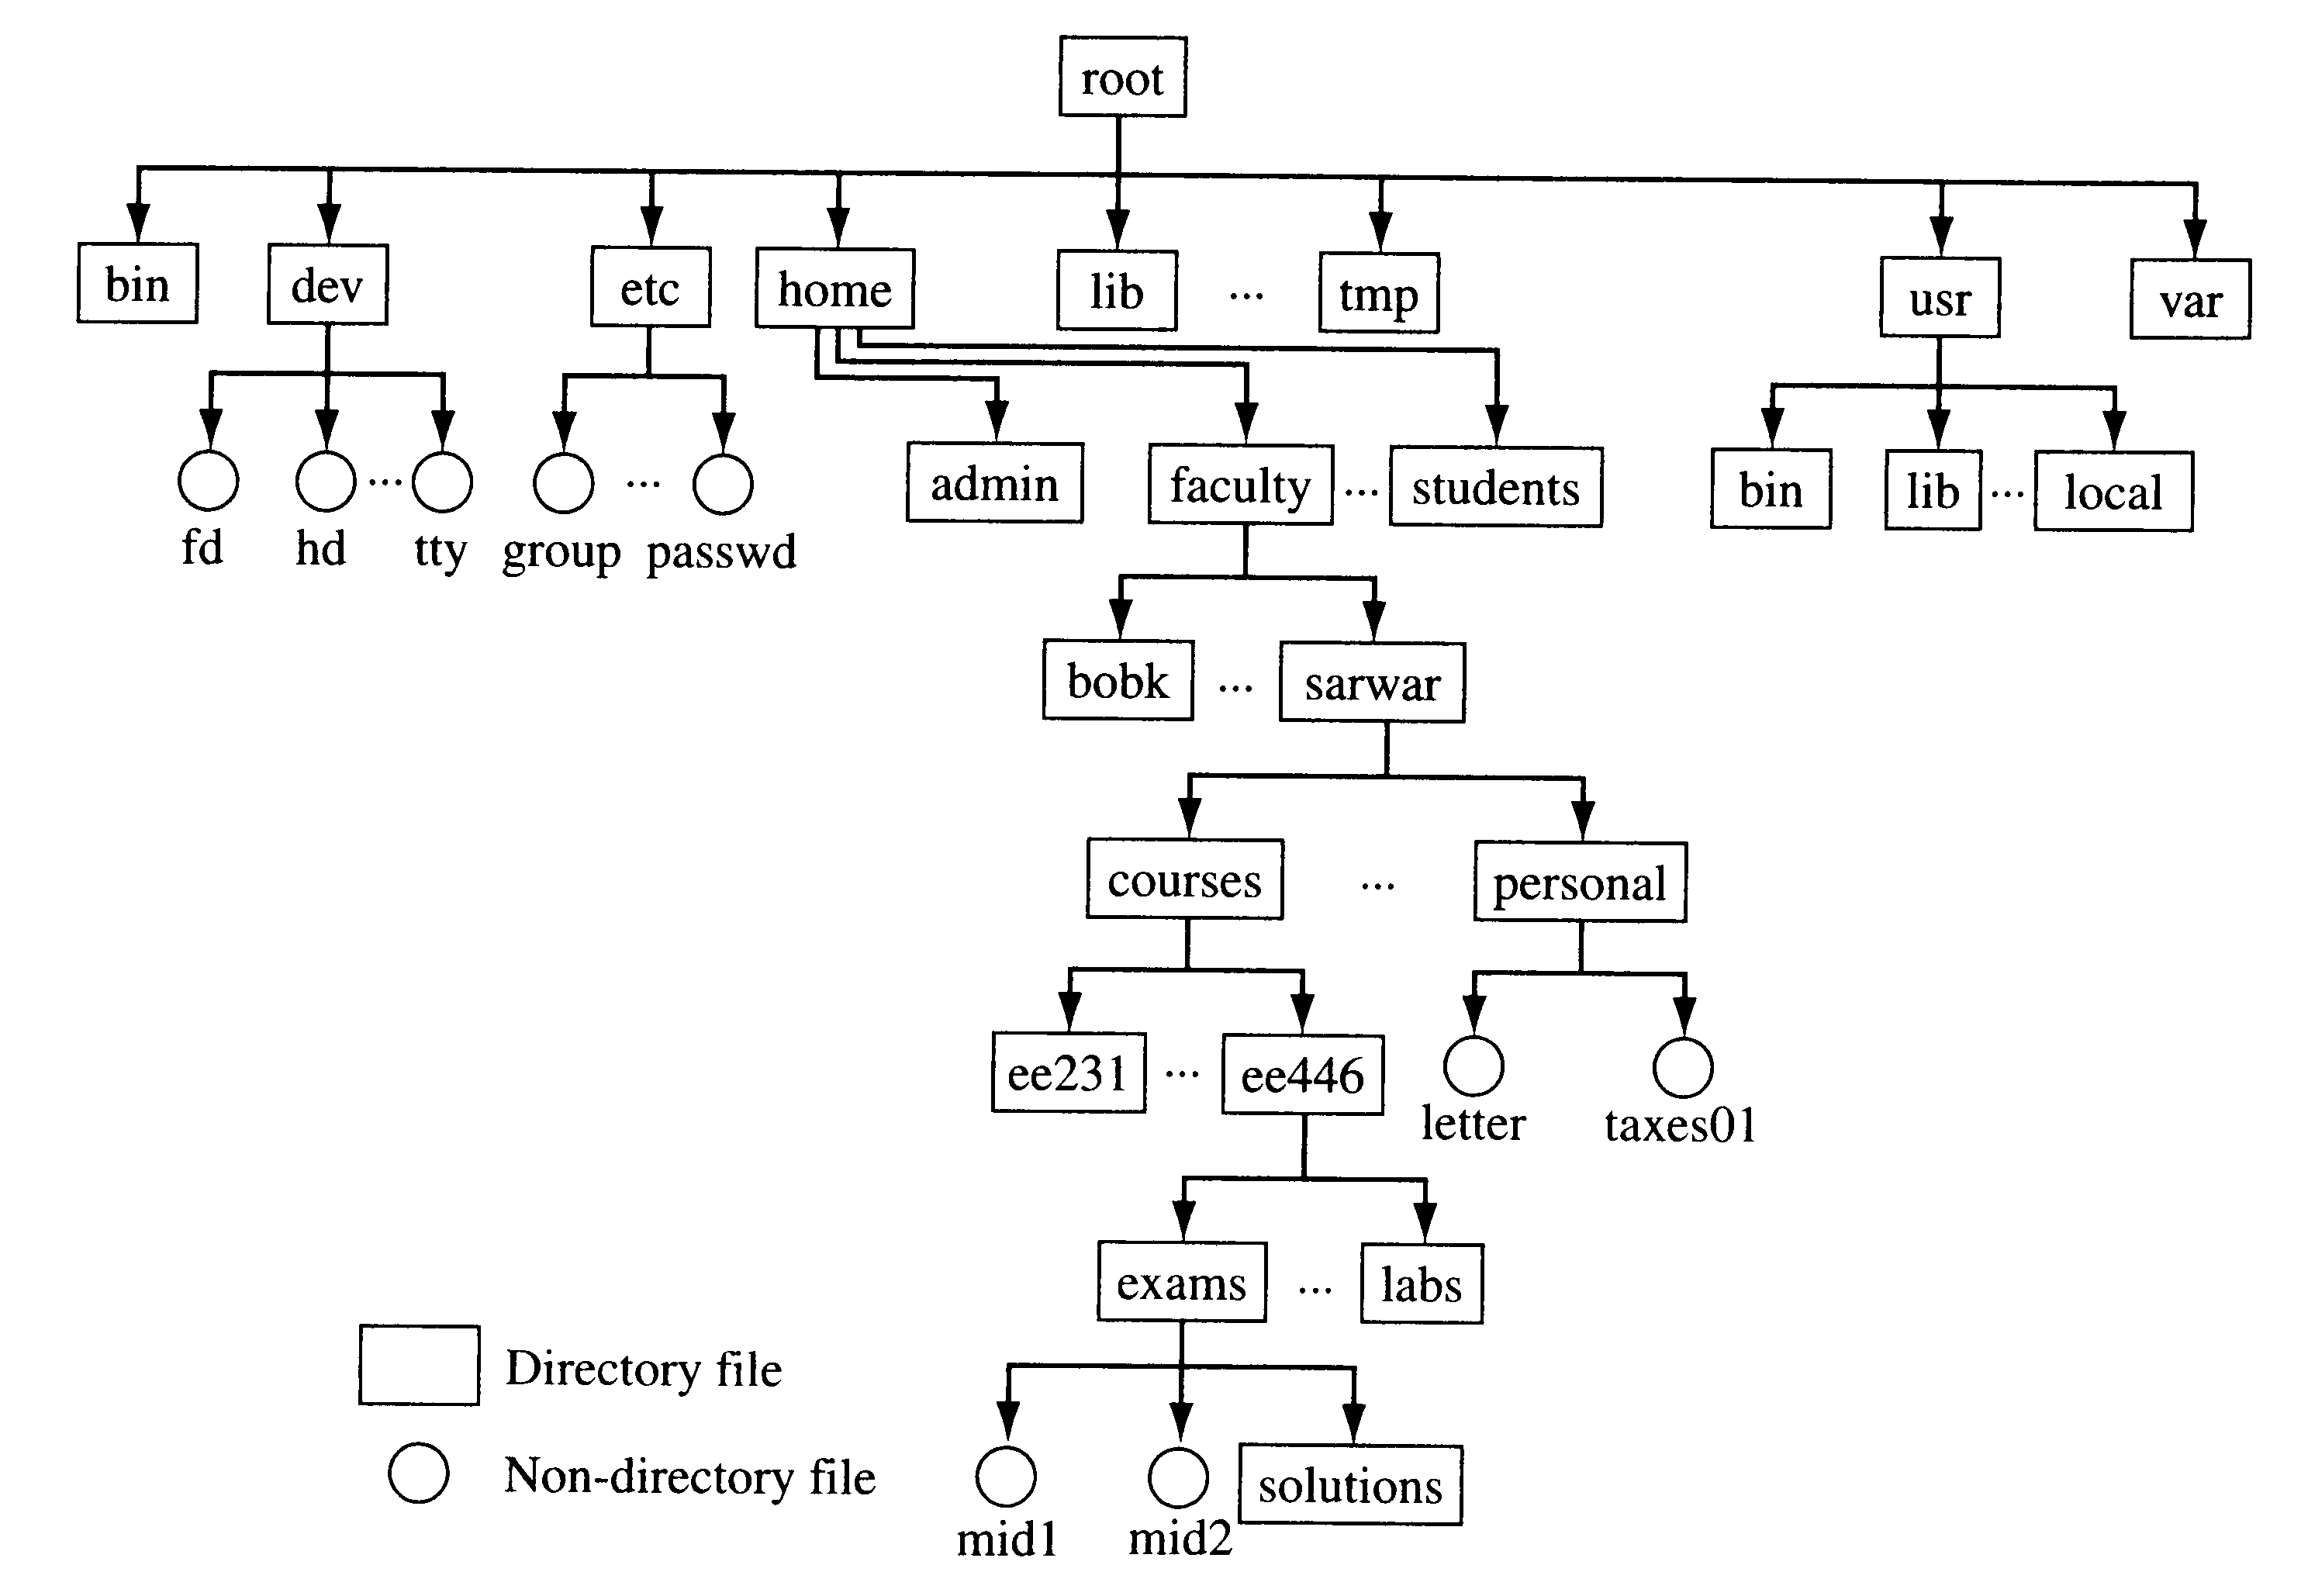 root
bin dev etc home lib ... tmp usr var
admin faculty ... students bin lib ... local
... ...
fd hd tty group passwd
bobk ... sarwar
courses ... personal
ee231 ... ee446
letter taxes01
exams ... labs
Directory file
solutions
Non-directory file
mid1 mid2